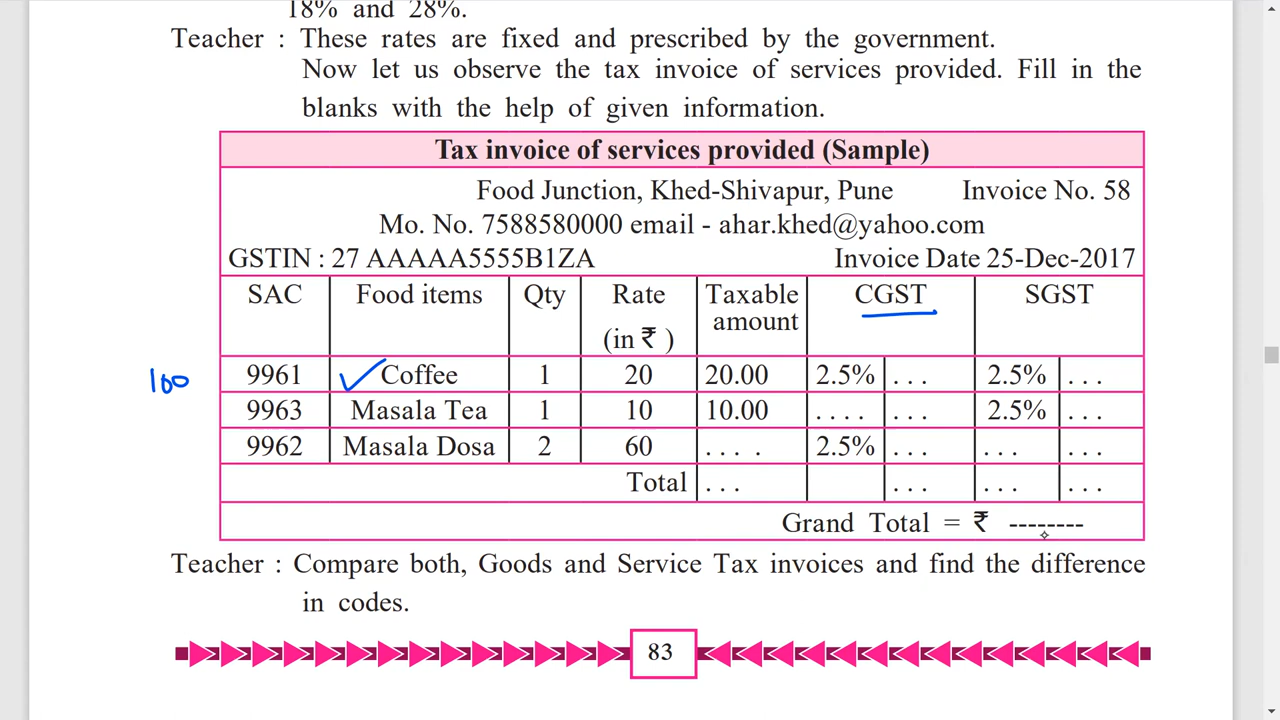 18% and 28%.
Teacher : These rates are fixed and prescribed by the government.
Now let us observe the tax invoice of services provided. Fill in the
blanks with the help of given information.
Tax invoice of services provided (Sample)
Food Junction, Khed-Shivapur, Pune Invoice No. 58
Mo. No. 7588580000 email - ahar.khed@yahoo.com
GSTIN : 27 AAAAA5555B1ZA Invoice Date 25-Dec-2017
SAC Food items Qty Rate (in ₹ ) Taxable amount CGST SGST
100 9961 Coffee 1 20 20.00 2.5% ... 2.5% ...
9963 Masala Tea 1 10 10.00 .... ... 2.5% ...
9962 Masala Dosa 2 60 .... 2.5% ... ... ...
Total ... ... ... ...
Grand Total = ₹ --------
Teacher : Compare both, Goods and Service Tax invoices and find the difference
in codes.
83